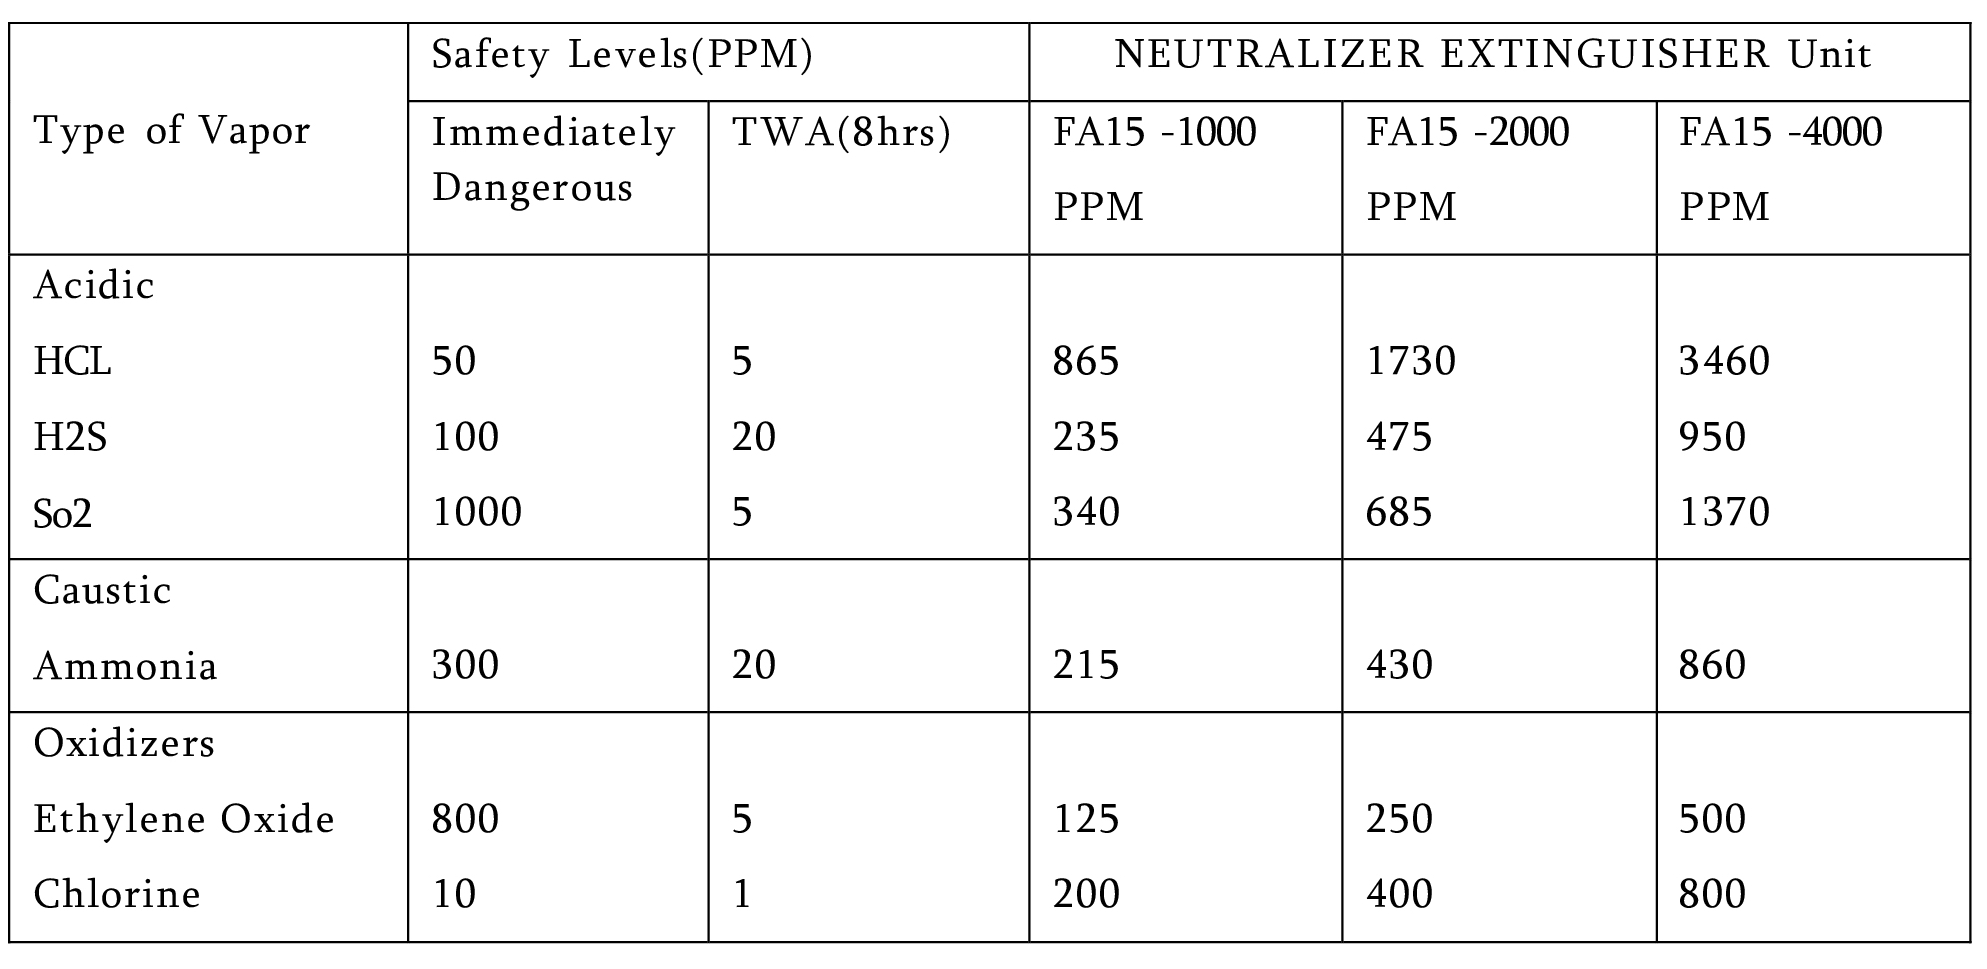 Type of Vapor
Safety Levels(PPM)
NEUTRALIZER EXTINGUISHER Unit
Immediately
Dangerous
TWA(8hrs)
FA15 -1000
PPM
FA15 -2000
PPM
FA15 -4000
PPM
Acidic
HCL 50 5 865 1730 3460
H2S 100 20 235 475 950
So2 1000 5 340 685 1370
Caustic
Ammonia 300 20 215 430 860
Oxidizers
Ethylene Oxide 800 5 125 250 500
Chlorine 10 1 200 400 800